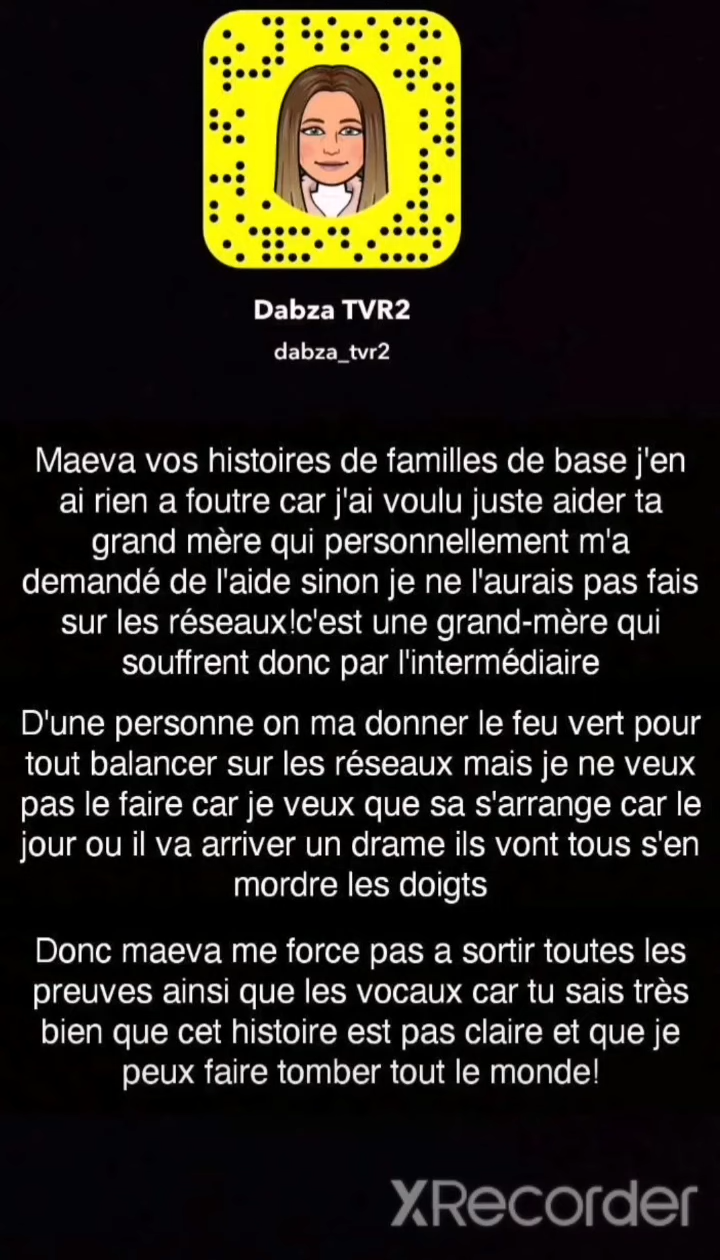 Dabza TVR2
dabza_tvr2
Maeva vos histoires de familles de base j'en
ai rien a foutre car j'ai voulu juste aider ta
grand mère qui personnellement m'a
demandé de l'aide sinon je ne l'aurais pas fais
sur les réseaux!c'est une grand-mère qui
souffrent donc par l'intermédiaire
D'une personne on ma donner le feu vert pour
tout balancer sur les réseaux mais je ne veux
pas le faire car je veux que sa s'arrange car le
jour ou il va arriver un drame ils vont tous s'en
mordre les doigts
Donc maeva me force pas a sortir toutes les
preuves ainsi que les vocaux car tu sais très
bien que cet histoire est pas claire et que je
peux faire tomber tout le monde!
XRecorder